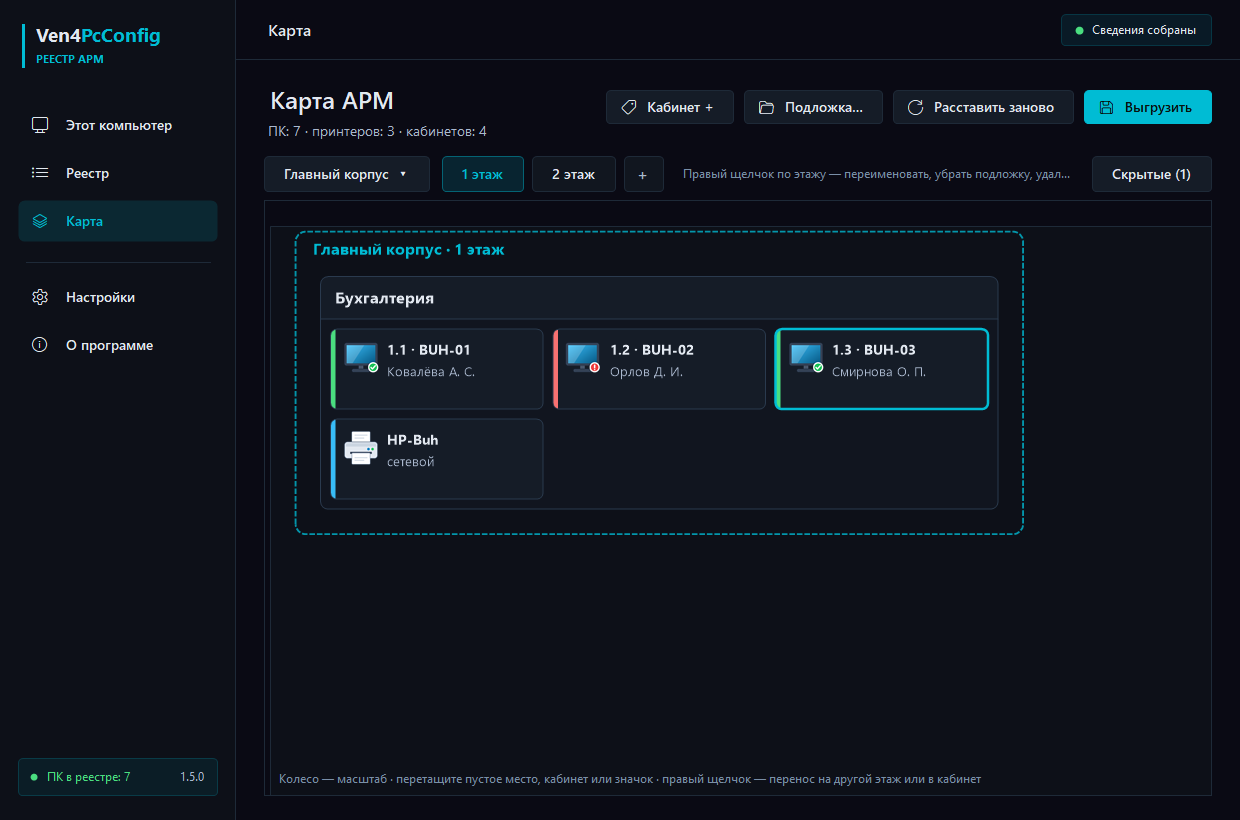 Ven4PcConfig
РЕЕСТР АРМ
Карта
Сведения собраны
Этот компьютер
Реестр
Карта
Настройки
О программе
Карта АРМ
ПК: 7 · принтеров: 3 · кабинетов: 4
Кабинет +
Подложка...
Расставить заново
Выгрузить
Главный корпус ▾
1 этаж
2 этаж
+
Правый щелчок по этажу — переименовать, убрать подложку, удал...
Скрытые (1)
Главный корпус · 1 этаж
Бухгалтерия
1.1 · BUH-01
Ковалёва А. С.
1.2 · BUH-02
Орлов Д. И.
1.3 · BUH-03
Смирнова О. П.
HP-Buh
сетевой
Колесо — масштаб · перетащите пустое место, кабинет или значок · правый щелчок — перенос на другой этаж или в кабинет
ПК в реестре: 7
1.5.0